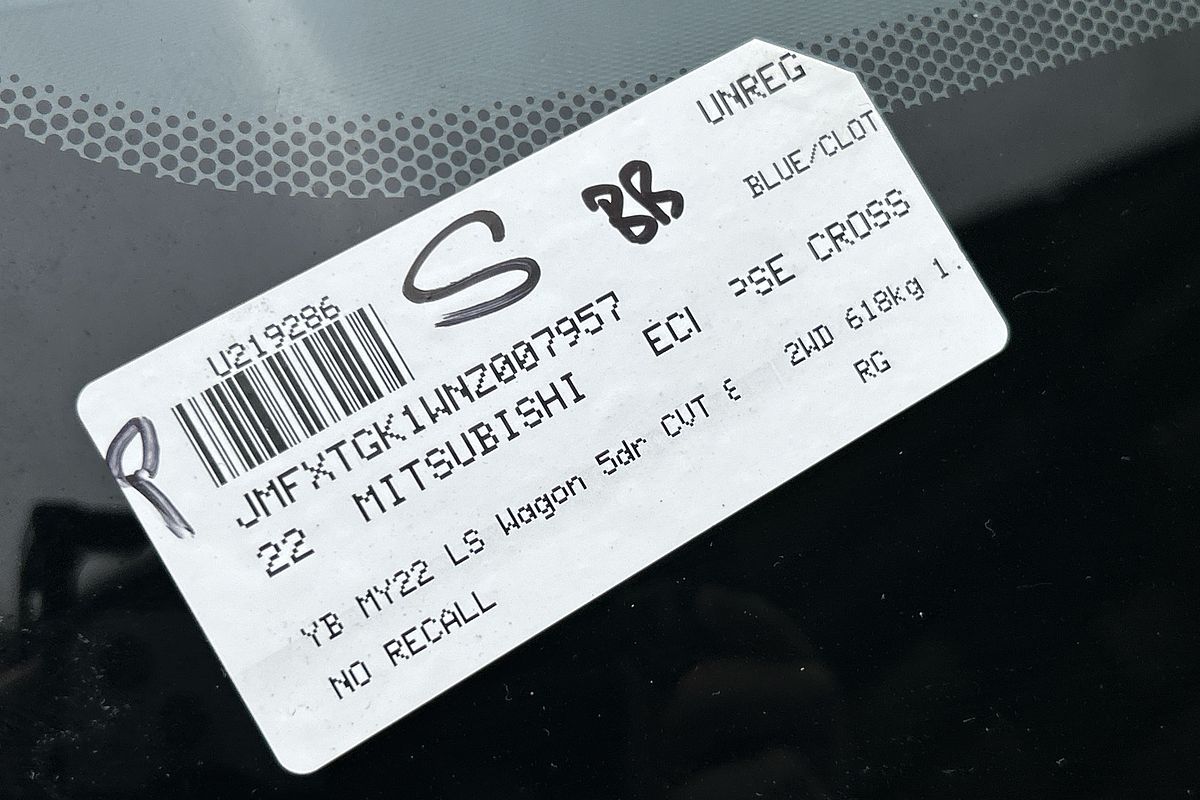 UNREG
BLUE/CLOT
S BR
U219286
R
JMFXTGK1WNZ007957
22 MITSUBISHI ECI SE CROSS
YB MY22 LS Wagon 5dr CVT 2WD 618kg 1.
NO RECALL RG